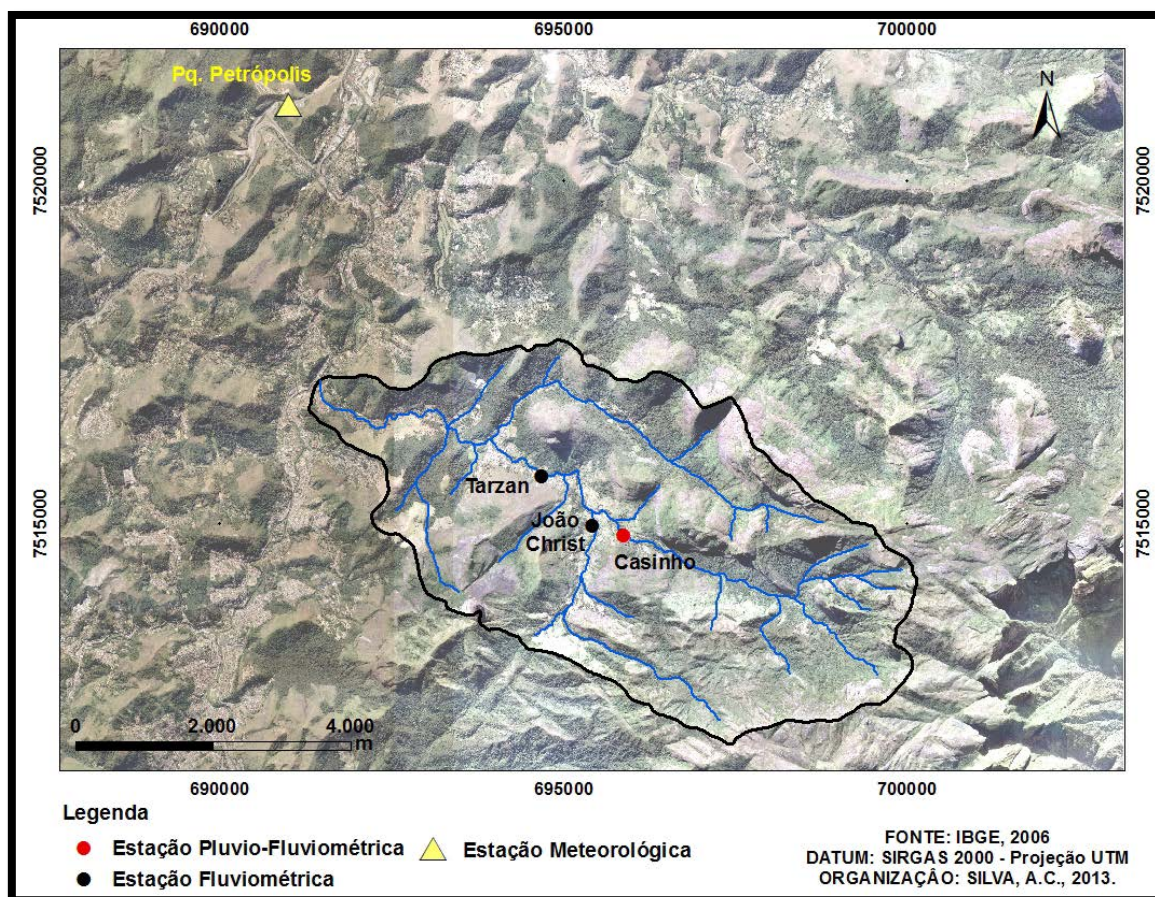 690000 695000 700000
Pq. Petrópolis
N
7520000 7520000
Tarzan
João
Christ
Casinho
7515000 7515000
0 2.000 4.000
m
690000 695000 700000
Legenda
Estação Pluvio-Fluviométrica Estação Meteorológica
Estação Fluviométrica
FONTE: IBGE, 2006
DATUM: SIRGAS 2000 - Projeção UTM
ORGANIZAÇÂO: SILVA, A.C., 2013.